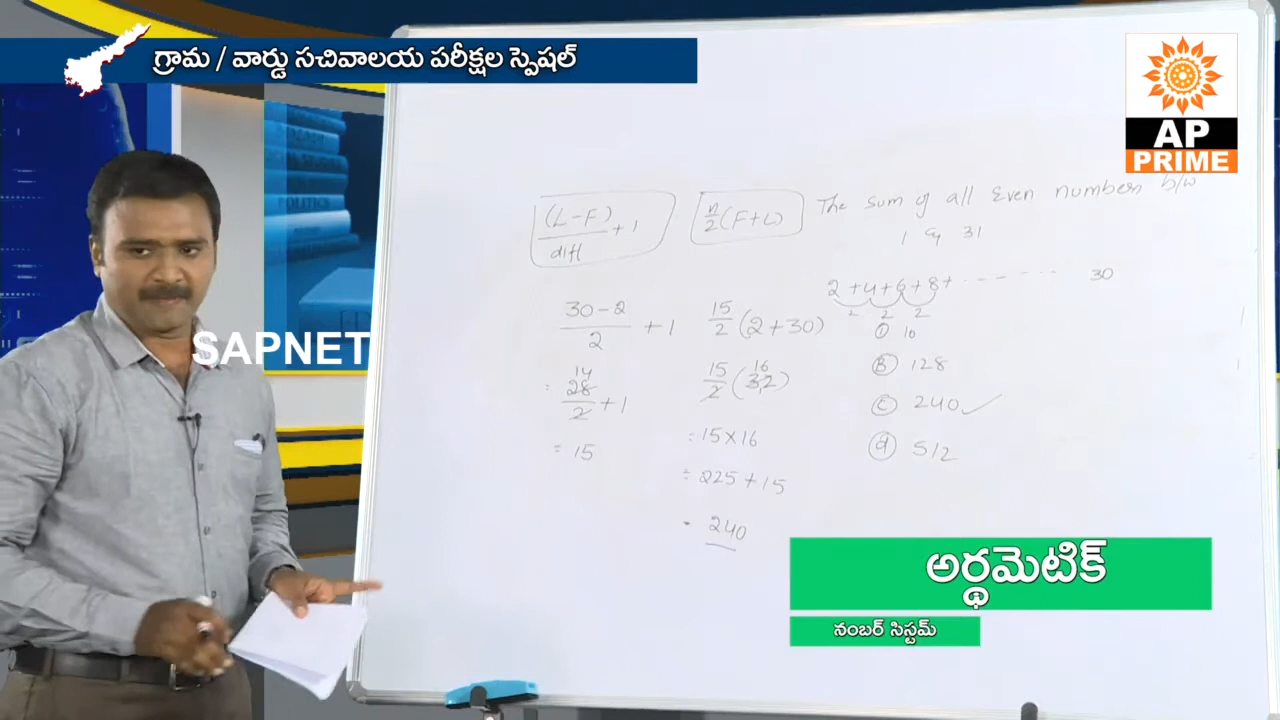 గ్రామ / వార్డు సచివాలయ పరీక్షల స్పెషల్
AP
PRIME
POLITICS
POLITICS
SAPNET
The sum of all Even numbers b/w
1 & 31
(L-F)/diff + 1
n/2 (F+L)
2 + 4 + 6 + 8 + - - - - - - - 30
2 2 2
30-2/2 + 1
15/2 (2+30)
10
(B) 128
14
= 28/2 + 1
15/2 (32) 16
(C) 240 ✓
= 15
= 15×16
(d) 512
= 225 + 15
240
అర్థమెటిక్
నంబర్ సిస్టమ్